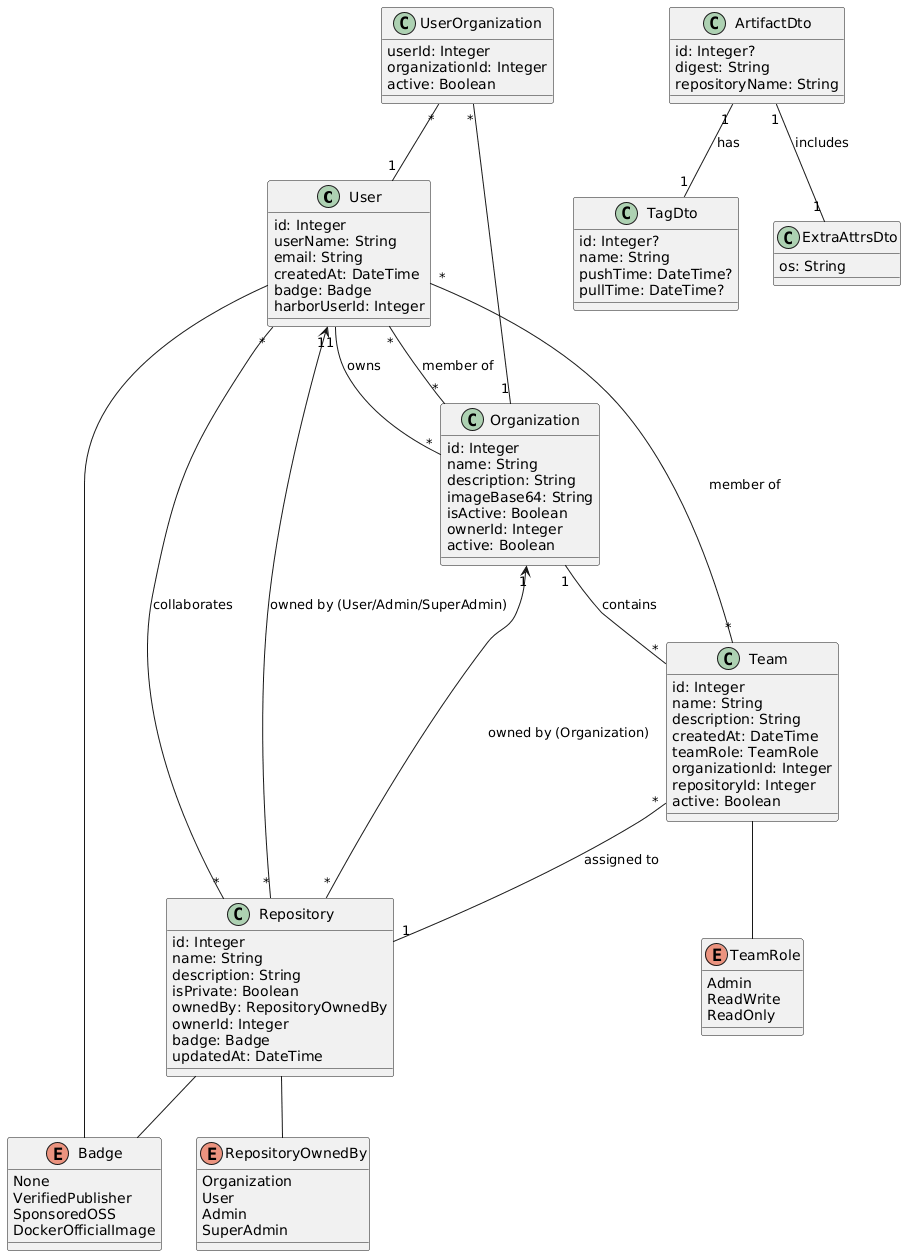 C UserOrganization
userId: Integer
organizationId: Integer
active: Boolean
C ArtifactDto
id: Integer?
digest: String
repositoryName: String
*
*
1
1
has
includes
1
1
1
1
C User
id: Integer
userName: String
email: String
createdAt: DateTime
badge: Badge
harborUserId: Integer
C TagDto
id: Integer?
name: String
pushTime: DateTime?
pullTime: DateTime?
C ExtraAttrsDto
os: String
*
*
1
1
*
owns
member of
*
*
C Organization
id: Integer
name: String
description: String
imageBase64: String
isActive: Boolean
ownerId: Integer
active: Boolean
member of
1
1
collaborates
owned by (User/Admin/SuperAdmin)
contains
*
*
C Team
id: Integer
name: String
description: String
createdAt: DateTime
teamRole: TeamRole
organizationId: Integer
repositoryId: Integer
active: Boolean
owned by (Organization)
*
assigned to
*
*
*
1
C Repository
id: Integer
name: String
description: String
isPrivate: Boolean
ownedBy: RepositoryOwnedBy
ownerId: Integer
badge: Badge
updatedAt: DateTime
E TeamRole
Admin
ReadWrite
ReadOnly
E Badge
None
VerifiedPublisher
SponsoredOSS
DockerOfficialImage
E RepositoryOwnedBy
Organization
User
Admin
SuperAdmin